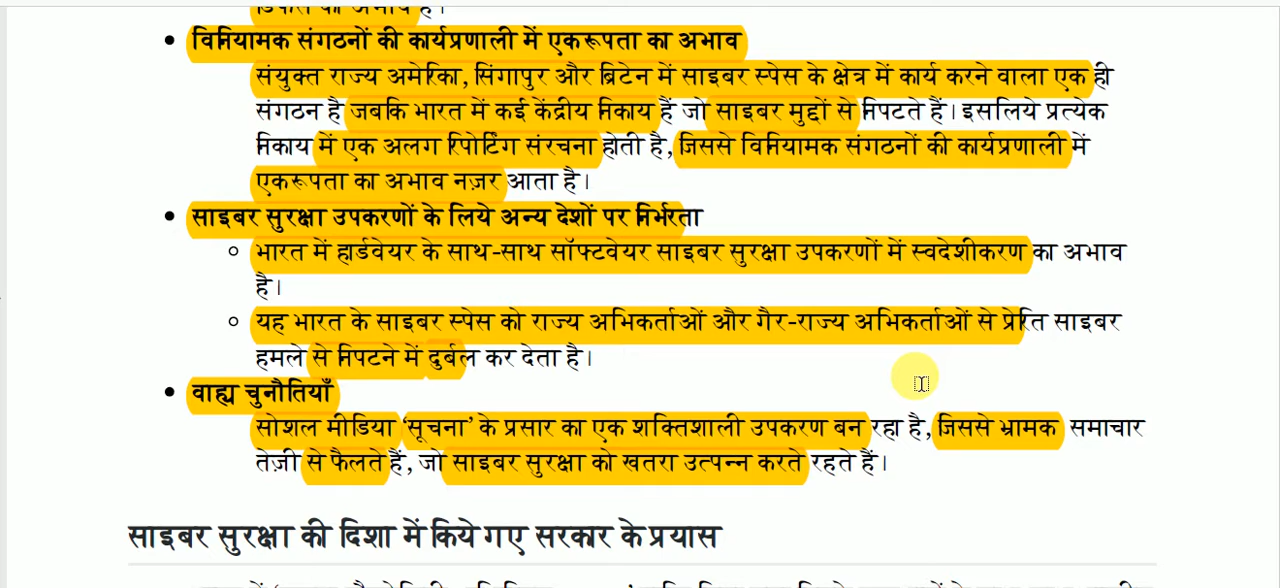 विनियामक संगठनों की कार्यप्रणाली में एकरूपता का अभाव
संयुक्त राज्य अमेरिका, सिंगापुर और ब्रिटेन में साइबर स्पेस के क्षेत्र में कार्य करने वाला एक ही
संगठन है जबकि भारत में कई केंद्रीय निकाय हैं जो साइबर मुद्दों से निपटते हैं। इसलिये प्रत्येक
निकाय में एक अलग रिपोर्टिंग संरचना होती है, जिससे विनियामक संगठनों की कार्यप्रणाली में
एकरूपता का अभाव नज़र आता है।
साइबर सुरक्षा उपकरणों के लिये अन्य देशों पर निर्भरता
भारत में हार्डवेयर के साथ-साथ सॉफ्टवेयर साइबर सुरक्षा उपकरणों में स्वदेशीकरण का अभाव
है।
यह भारत के साइबर स्पेस को राज्य अभिकर्ताओं और गैर-राज्य अभिकर्ताओं से प्रेरित साइबर
हमले से निपटने में दुर्बल कर देता है।
वाह्य चुनौतियाँ
सोशल मीडिया ‘सूचना’ के प्रसार का एक शक्तिशाली उपकरण बन रहा है, जिससे भ्रामक समाचार
तेज़ी से फैलते हैं, जो साइबर सुरक्षा को खतरा उत्पन्न करते रहते हैं।
साइबर सुरक्षा की दिशा में किये गए सरकार के प्रयास